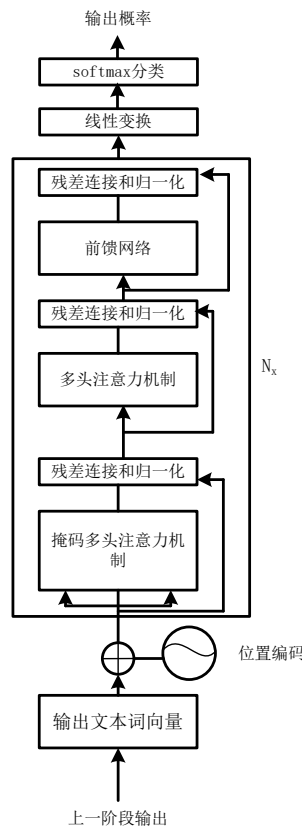 输出概率
softmax分类
线性变换
残差连接和归一化
前馈网络
残差连接和归一化
多头注意力机制
Nx
残差连接和归一化
掩码多头注意力机
制
位置编码
输出文本词向量
上一阶段输出